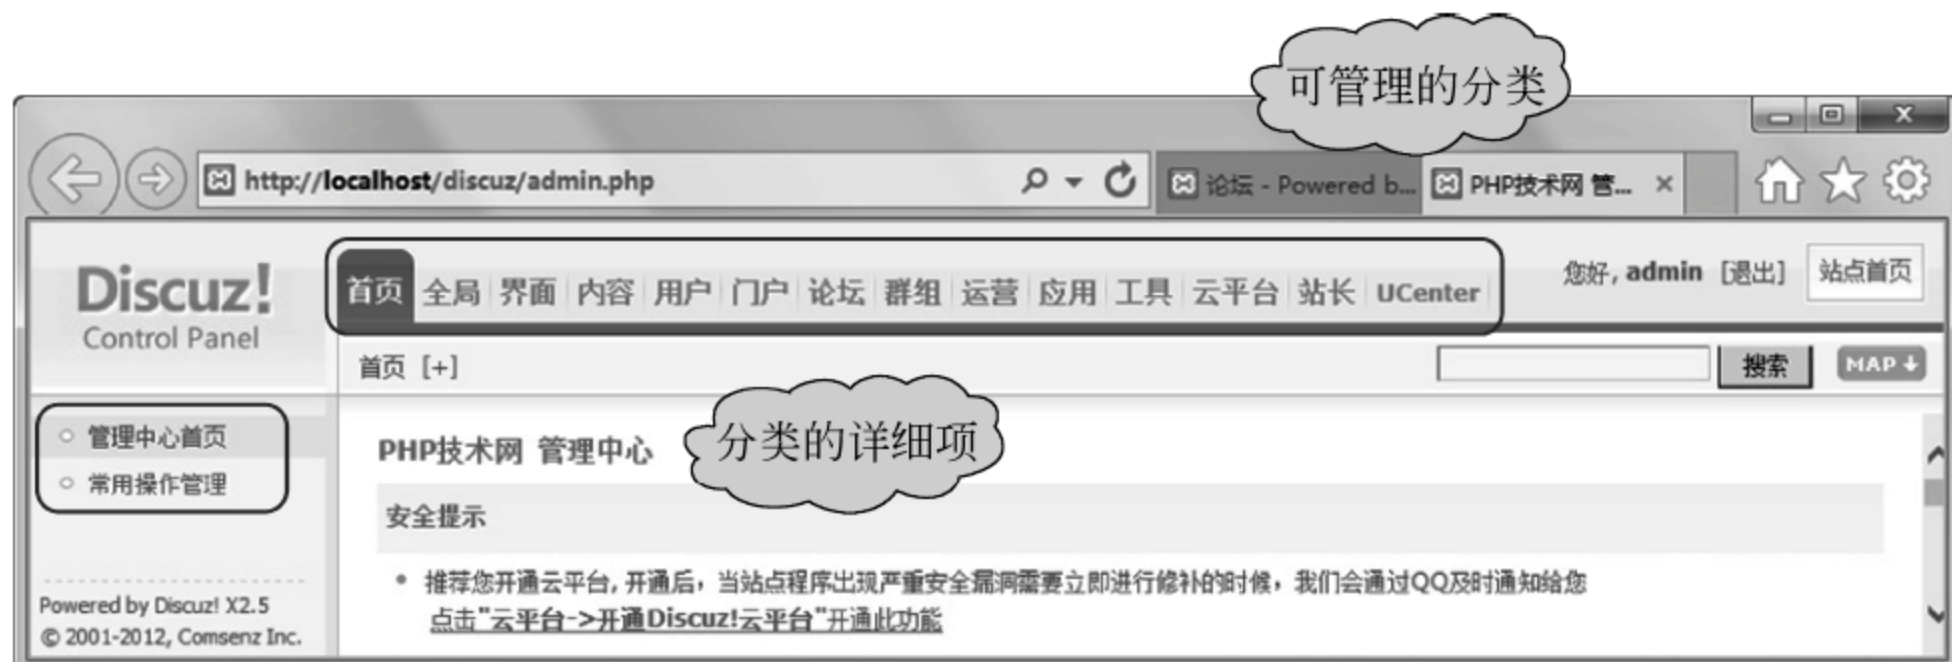 可管理的分类
http://localhost/discuz/admin.php
论坛 - Powered b...
PHP技术网 管...
Discuz!
Control Panel
首页 全局 界面 内容 用户 门户 论坛 群组 运营 应用 工具 云平台 站长 UCenter
您好, admin [退出]
站点首页
首页 [+]
搜索
MAP
管理中心首页
常用操作管理
PHP技术网 管理中心
分类的详细项
安全提示
推荐您开通云平台, 开通后，当站点程序出现严重安全漏洞需要立即进行修补的时候，我们会通过QQ及时通知给您
点击"云平台->开通Discuz!云平台"开通此功能
Powered by Discuz! X2.5
© 2001-2012, Comsenz Inc.